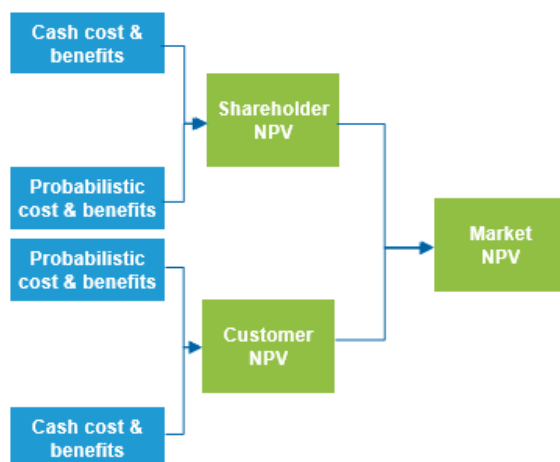 Cash cost &
benefits
Shareholder
NPV
Probabilistic
cost & benefits
Market
NPV
Probabilistic
cost & benefits
Customer
NPV
Cash cost &
benefits